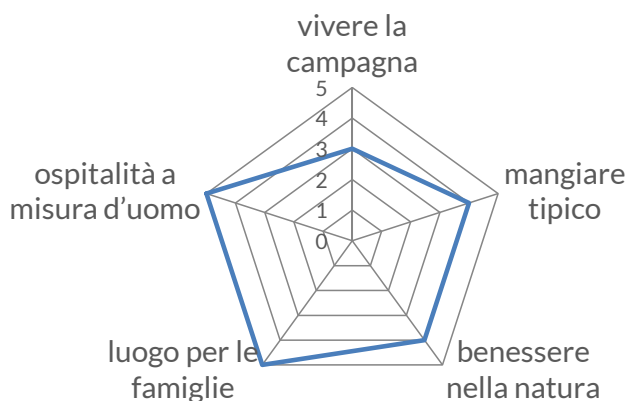 vivere la
campagna
5
4
3
2
1
0
mangiare
tipico
benessere
nella natura
luogo per le
famiglie
ospitalità a
misura d'uomo